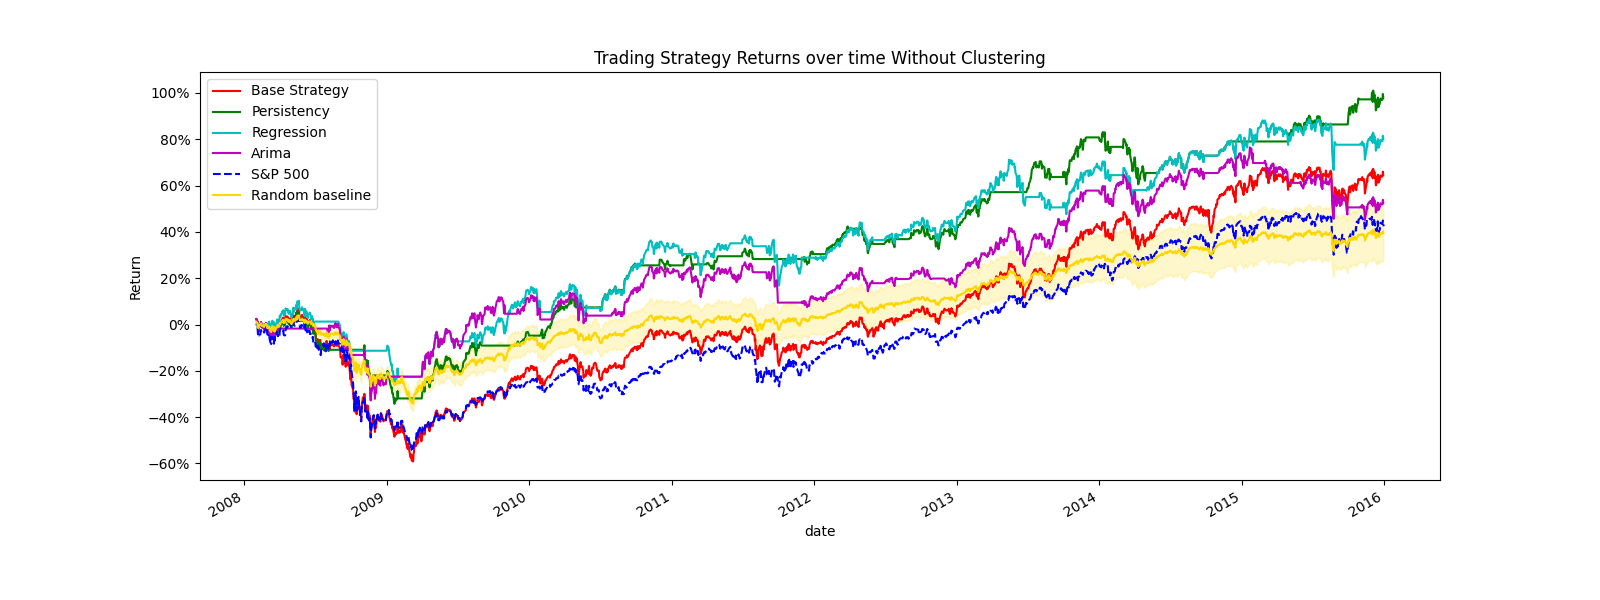 Trading Strategy Returns over time Without Clustering
Base Strategy
Persistency
Regression
Arima
S&P 500
Random baseline
100%
80%
60%
40%
20%
0%
−20%
−40%
−60%
Return
2008
2009
2010
2011
2012
2013
2014
2015
2016
date